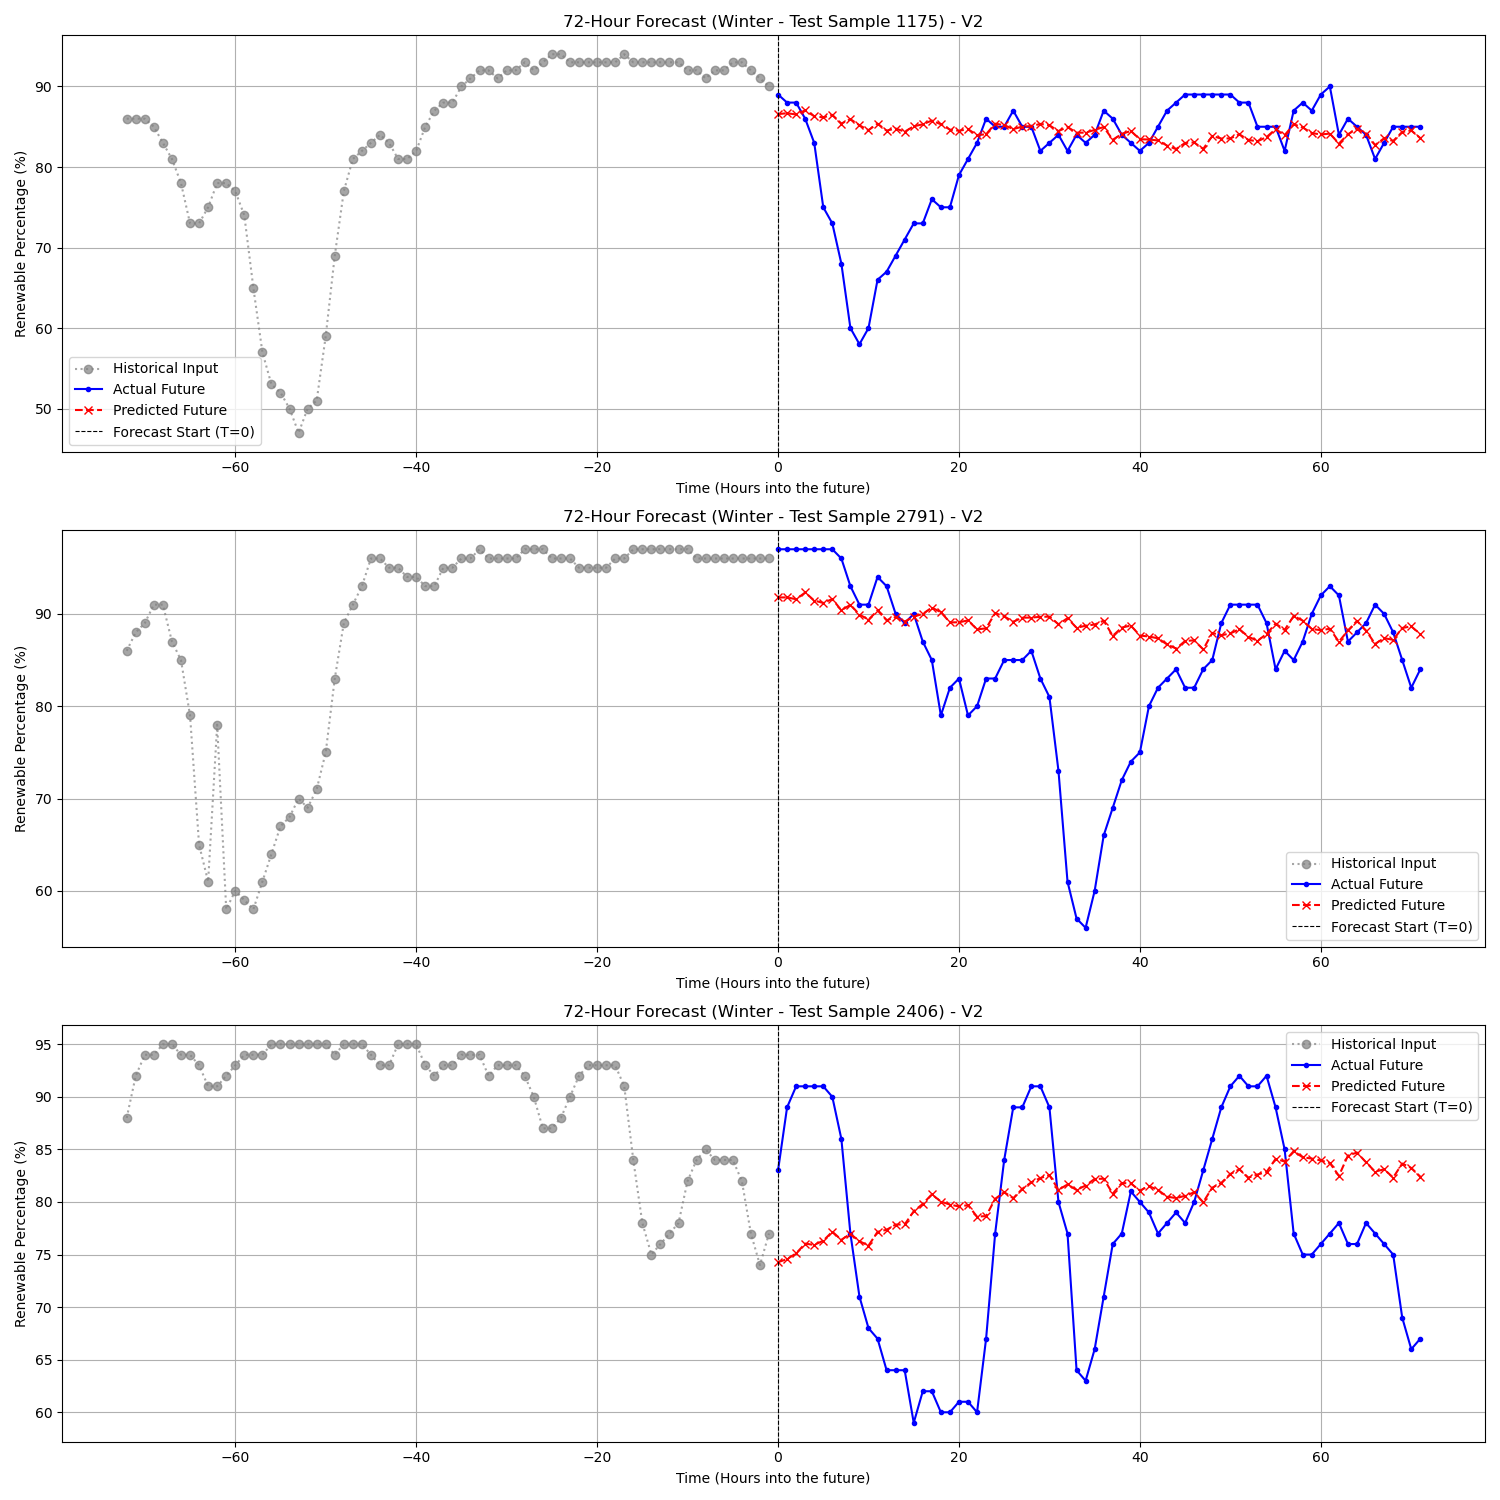 72-Hour Forecast (Winter - Test Sample 1175) - V2
Renewable Percentage (%)
90
80
70
60
50
Historical Input
Actual Future
Predicted Future
Forecast Start (T=0)
−60 −40 −20 0 20 40 60
Time (Hours into the future)
72-Hour Forecast (Winter - Test Sample 2791) - V2
Renewable Percentage (%)
90
80
70
60
Historical Input
Actual Future
Predicted Future
Forecast Start (T=0)
−60 −40 −20 0 20 40 60
Time (Hours into the future)
72-Hour Forecast (Winter - Test Sample 2406) - V2
Renewable Percentage (%)
95
90
85
80
75
70
65
60
Historical Input
Actual Future
Predicted Future
Forecast Start (T=0)
−60 −40 −20 0 20 40 60
Time (Hours into the future)